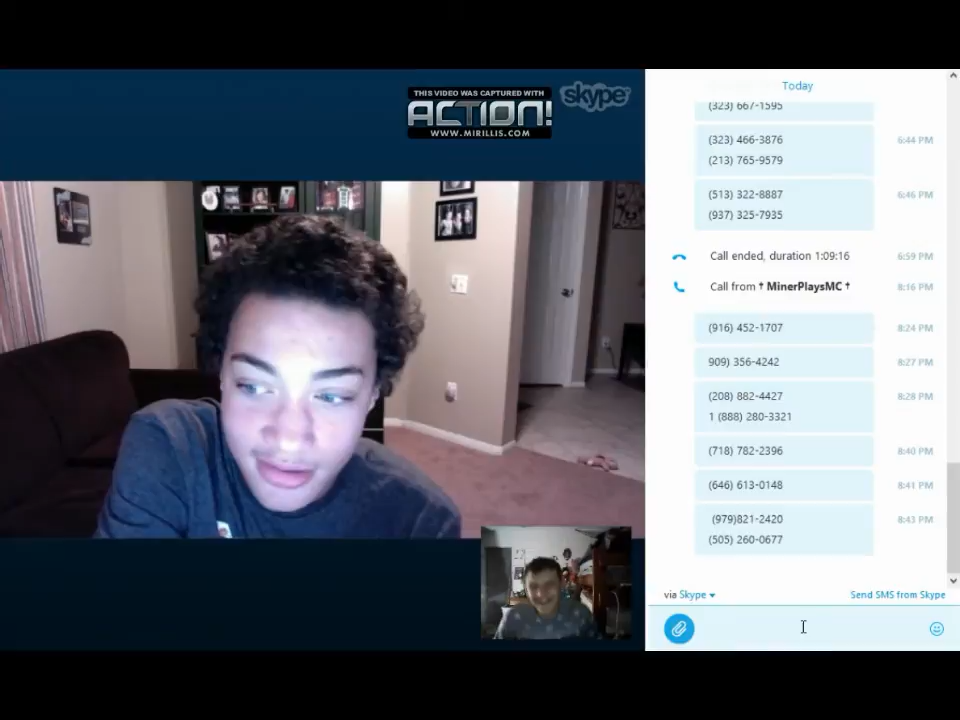 THIS VIDEO WAS CAPTURED WITH
ACTION!
WWW.MIRILLIS.COM
skype
Today
(323) 667-1595
(323) 466-3876 6:44 PM
(213) 765-9579
(513) 322-8887 6:46 PM
(937) 325-7935
Call ended, duration 1:09:16 6:59 PM
Call from † MinerPlaysMC † 8:16 PM
(916) 452-1707 8:24 PM
909) 356-4242 8:27 PM
(208) 882-4427 8:28 PM
1 (888) 280-3321
(718) 782-2396 8:40 PM
(646) 613-0148 8:41 PM
(979)821-2420 8:43 PM
(505) 260-0677
via Skype Send SMS from Skype